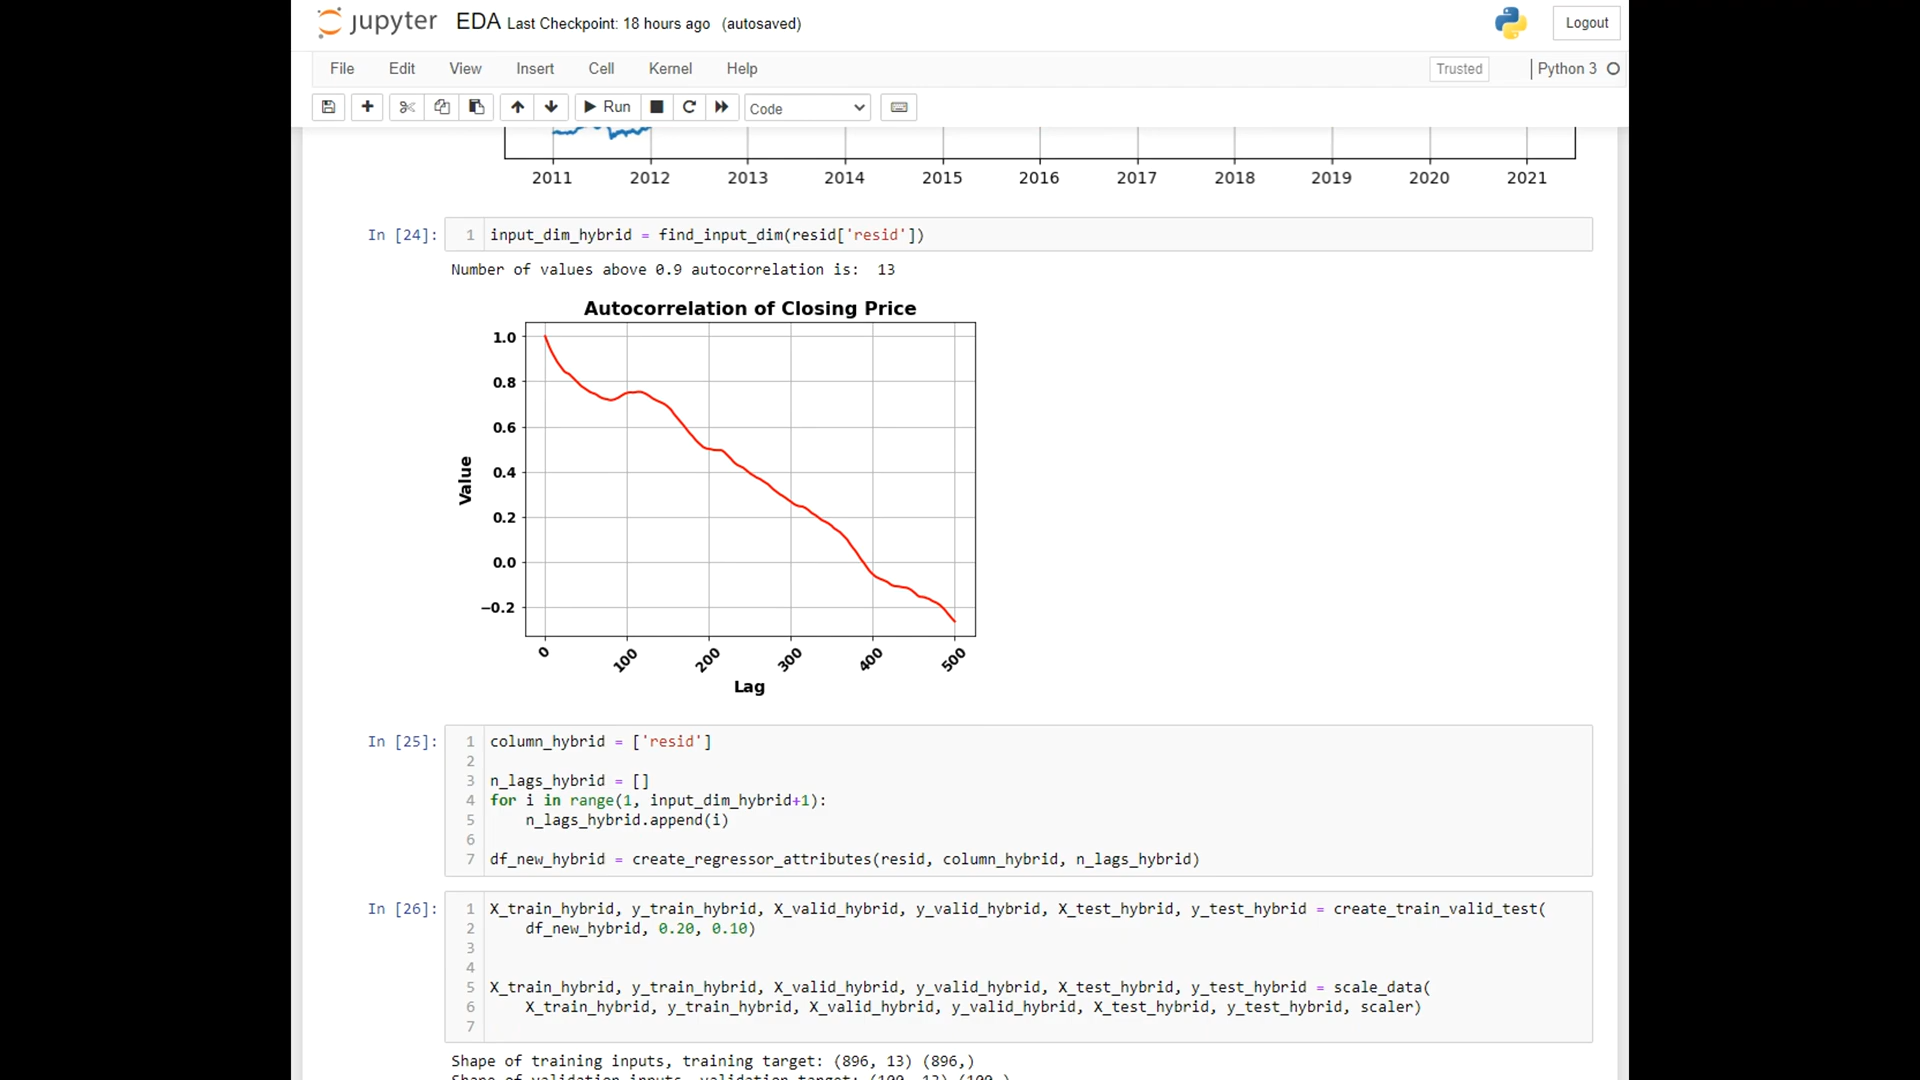 jupyter EDA Last Checkpoint: 18 hours ago (autosaved) Logout
File Edit View Insert Cell Kernel Help Trusted Python 3
Run Code
2011 2012 2013 2014 2015 2016 2017 2018 2019 2020 2021
In [24]: 1 input_dim_hybrid = find_input_dim(resid['resid'])
Number of values above 0.9 autocorrelation is:  13
Autocorrelation of Closing Price
1.0
0.8
0.6
0.4
0.2
0.0
−0.2
Value
0 100 200 300 400 500
Lag
In [25]: 1 column_hybrid = ['resid']
2
3 n_lags_hybrid = []
4 for i in range(1, input_dim_hybrid+1):
5     n_lags_hybrid.append(i)
6
7 df_new_hybrid = create_regressor_attributes(resid, column_hybrid, n_lags_hybrid)
In [26]: 1 X_train_hybrid, y_train_hybrid, X_valid_hybrid, y_valid_hybrid, X_test_hybrid, y_test_hybrid = create_train_valid_test(
2     df_new_hybrid, 0.20, 0.10)
3
4
5 X_train_hybrid, y_train_hybrid, X_valid_hybrid, y_valid_hybrid, X_test_hybrid, y_test_hybrid = scale_data(
6     X_train_hybrid, y_train_hybrid, X_valid_hybrid, y_valid_hybrid, X_test_hybrid, y_test_hybrid, scaler)
7
Shape of training inputs, training target: (896, 13) (896,)
Shape of validation inputs, validation target: